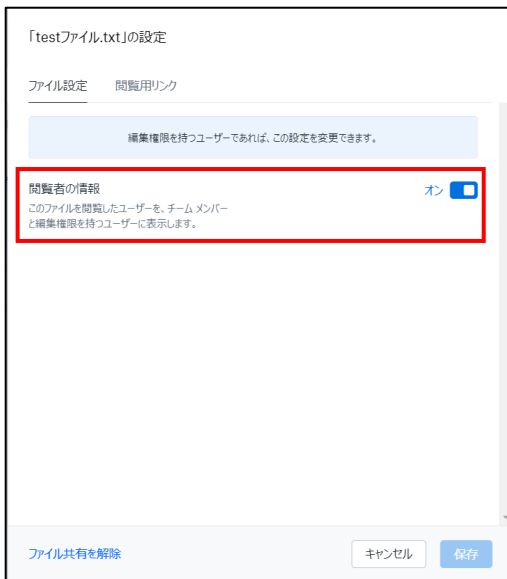 「testファイル.txt」の設定
ファイル設定 閲覧用リンク
編集権限を持つユーザーであれば、この設定を変更できます。
閲覧者の情報 オン
このファイルを閲覧したユーザーを、チーム メンバー
と編集権限を持つユーザーに表示します。
ファイル共有を解除 キャンセル 保存